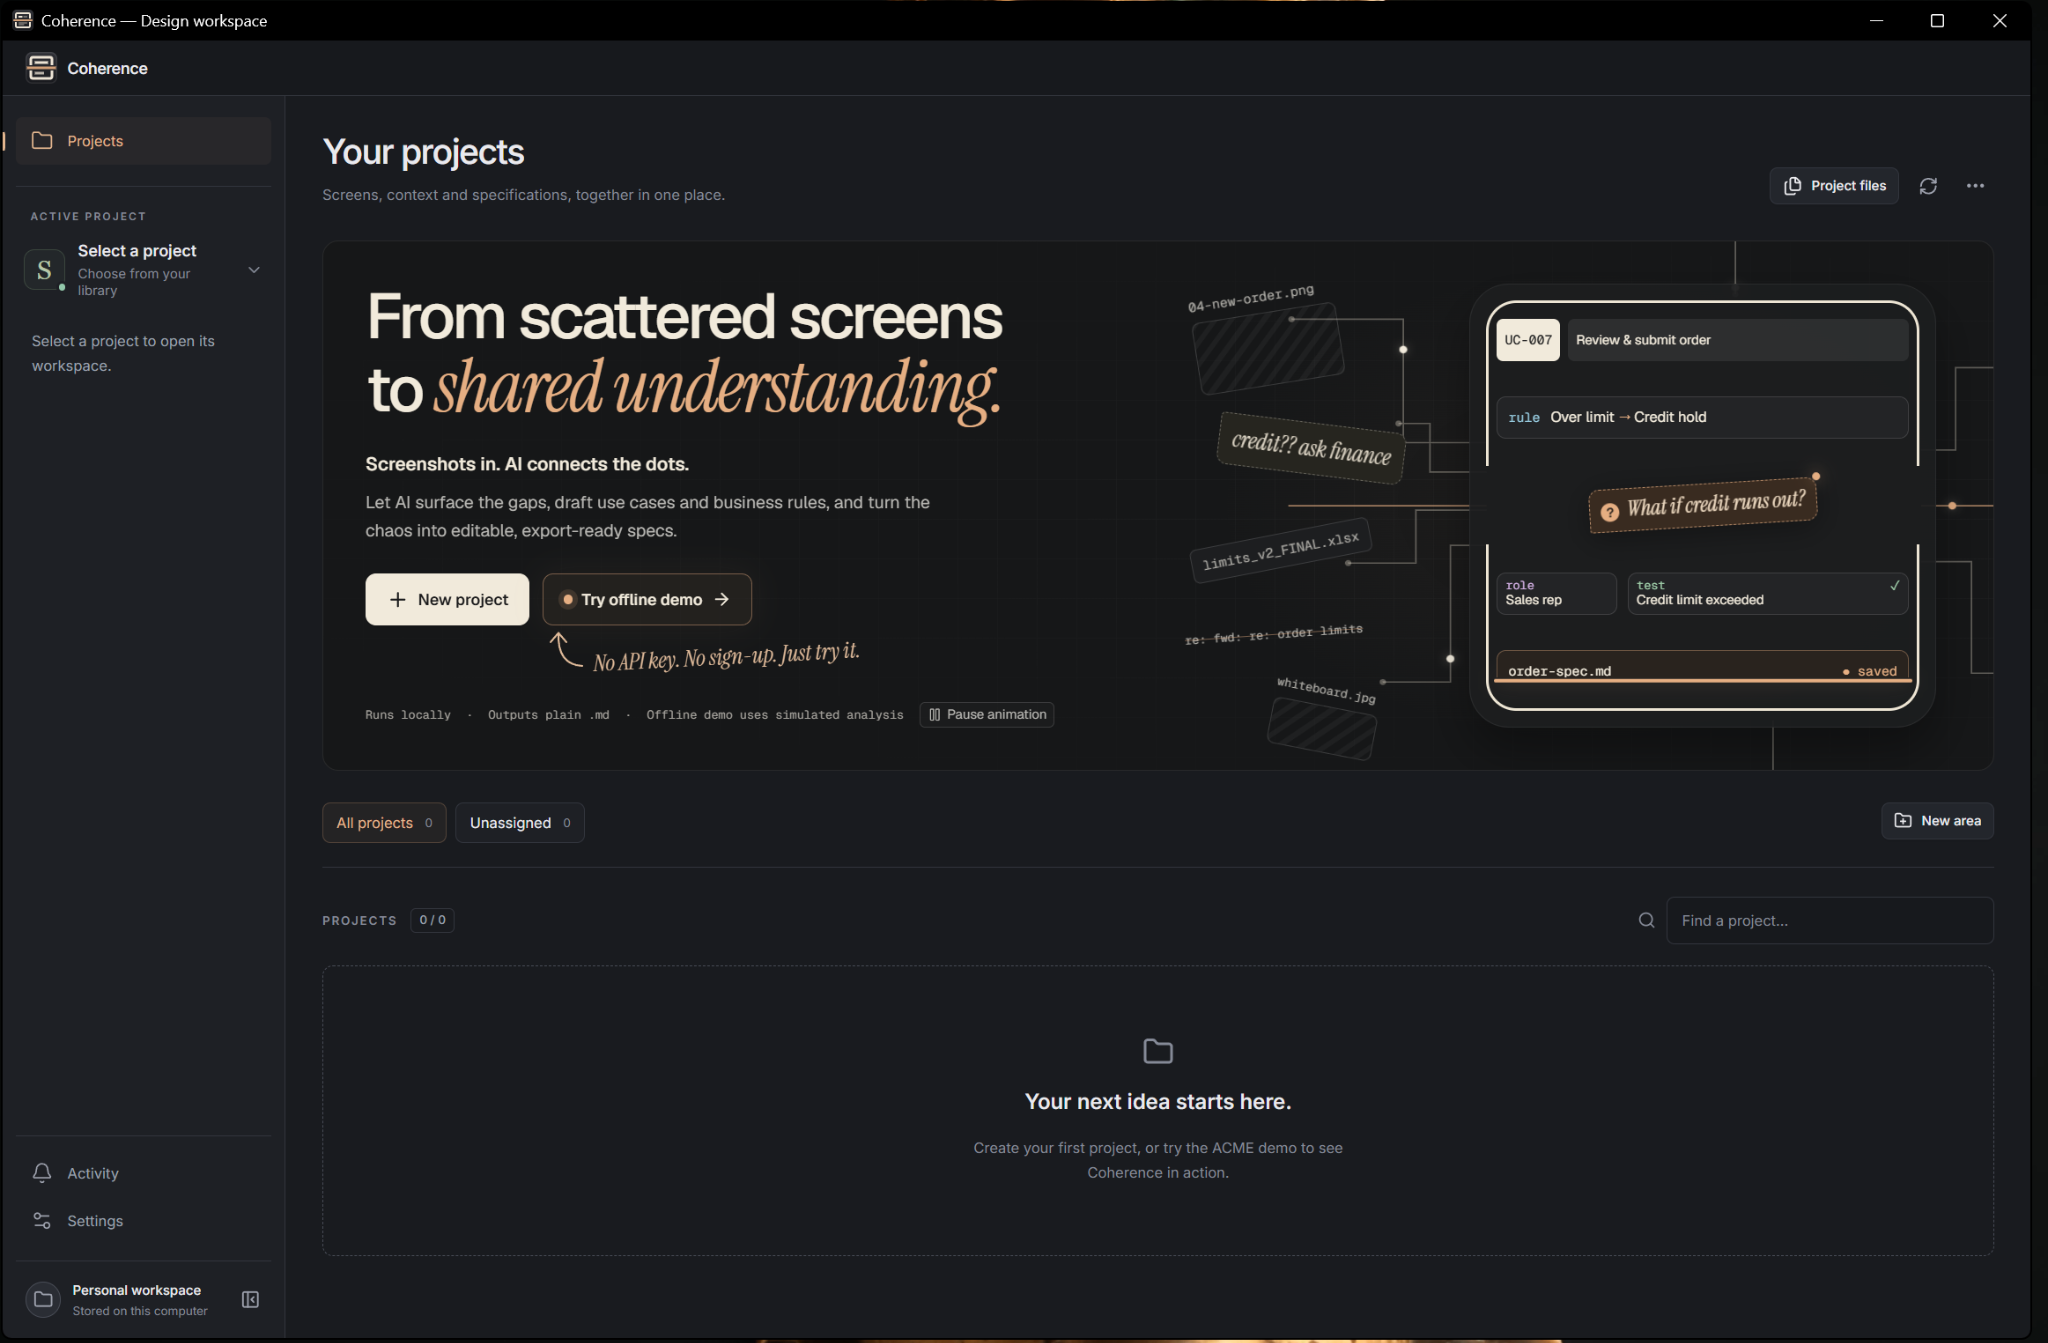 Coherence — Design workspace
Coherence
Projects
ACTIVE PROJECT
S
Select a project
Choose from your
library
Select a project to open its
workspace.
Activity
Settings
Personal workspace
Stored on this computer
Your projects
Screens, context and specifications, together in one place.
Project files
From scattered screens
to shared understanding.
Screenshots in. AI connects the dots.
Let AI surface the gaps, draft use cases and business rules, and turn the
chaos into editable, export-ready specs.
+ New project
Try offline demo →
No API key. No sign-up. Just try it.
Runs locally · Outputs plain .md · Offline demo uses simulated analysis
Pause animation
04-new-order.png
credit?? ask finance
limits_v2_FINAL.xlsx
re: fwd: re: order limits
whiteboard.jpg
UC-007 Review & submit order
rule Over limit → Credit hold
? What if credit runs out?
role
Sales rep
test ✓
Credit limit exceeded
order-spec.md • saved
All projects 0
Unassigned 0
New area
PROJECTS 0 / 0
Find a project...
Your next idea starts here.
Create your first project, or try the ACME demo to see
Coherence in action.